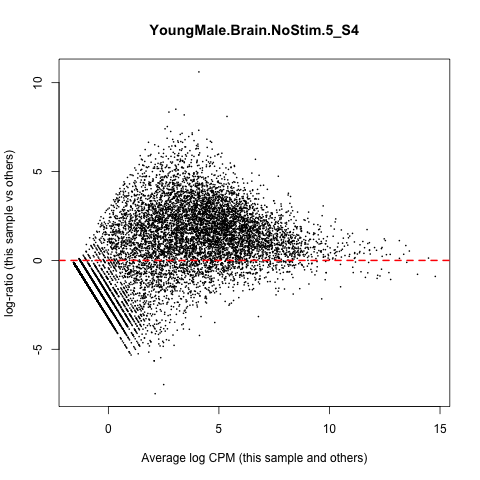 YoungMale.Brain.NoStim.5_S4
log-ratio (this sample vs others)
10
5
0
-5
0
5
10
15
Average log CPM (this sample and others)